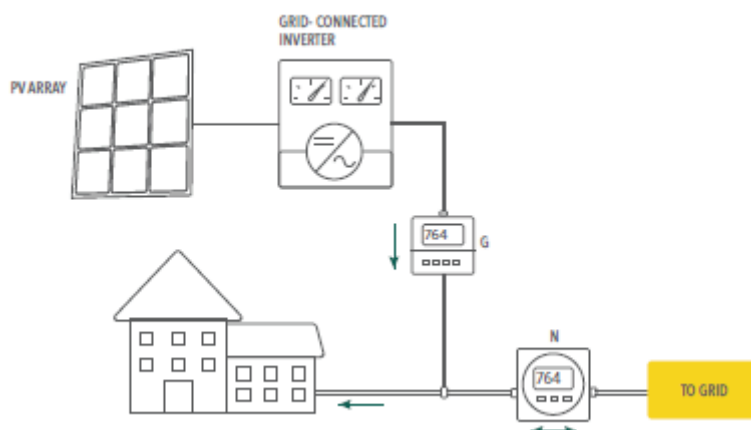 GRID- CONNECTED
INVERTER
PV ARRAY
764
G
N
764
TO GRID